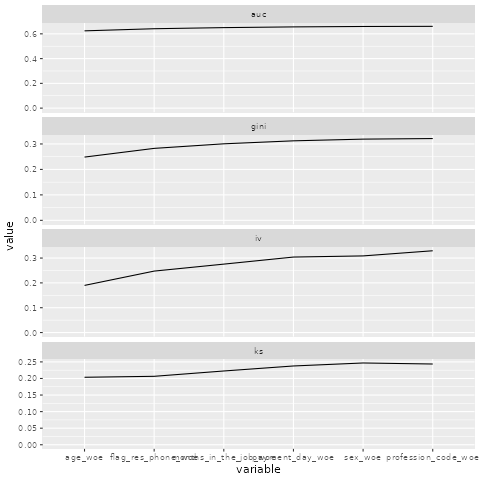 auc
0.6
0.4
0.2
0.0
gini
0.3
0.2
0.1
0.0
iv
0.3
0.2
0.1
0.0
ks
0.25
0.20
0.15
0.10
0.05
0.00
value
age_woe flag_res_phone_woe months_in_the_job_woe payment_day_woe sex_woe profession_code_woe
variable